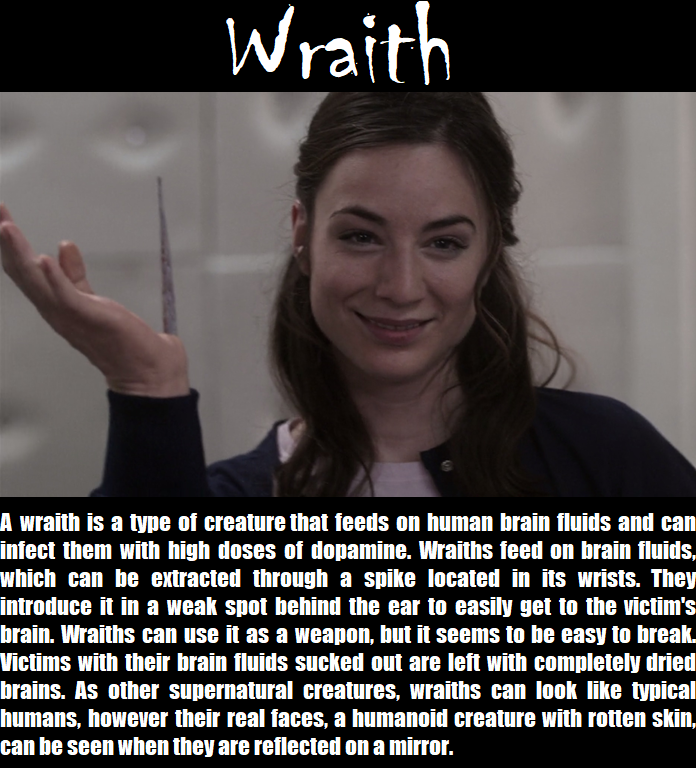 Wraith
A wraith is a type of creature that feeds on human brain fluids and can
infect them with high doses of dopamine. Wraiths feed on brain fluids,
which can be extracted through a spike located in its wrists. They
introduce it in a weak spot behind the ear to easily get to the victim's
brain. Wraiths can use it as a weapon, but it seems to be easy to break.
Victims with their brain fluids sucked out are left with completely dried
brains. As other supernatural creatures, wraiths can look like typical
humans, however their real faces, a humanoid creature with rotten skin,
can be seen when they are reflected on a mirror.